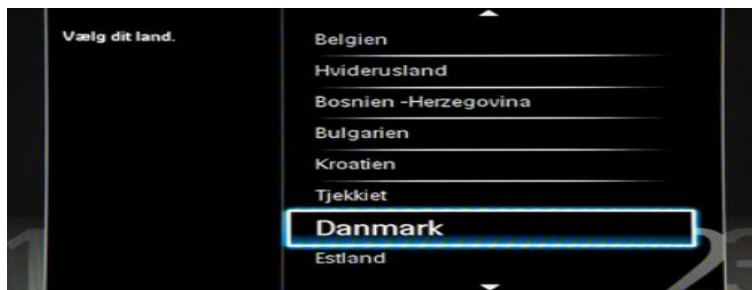 Vælg dit land.
Belgien
Hviderusland
Bosnien -Herzegovina
Bulgarien
Kroatien
Tjekkiet
Danmark
Estland